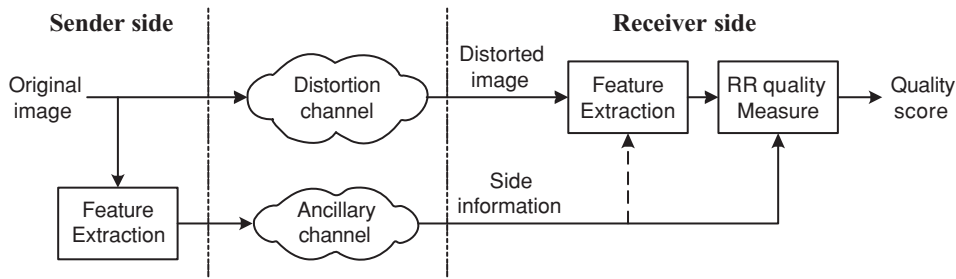 Sender side
Receiver side
Original
image
Distortion
channel
Distorted
image
Feature
Extraction
RR quality
Measure
Quality
score
Feature
Extraction
Ancillary
channel
Side
information